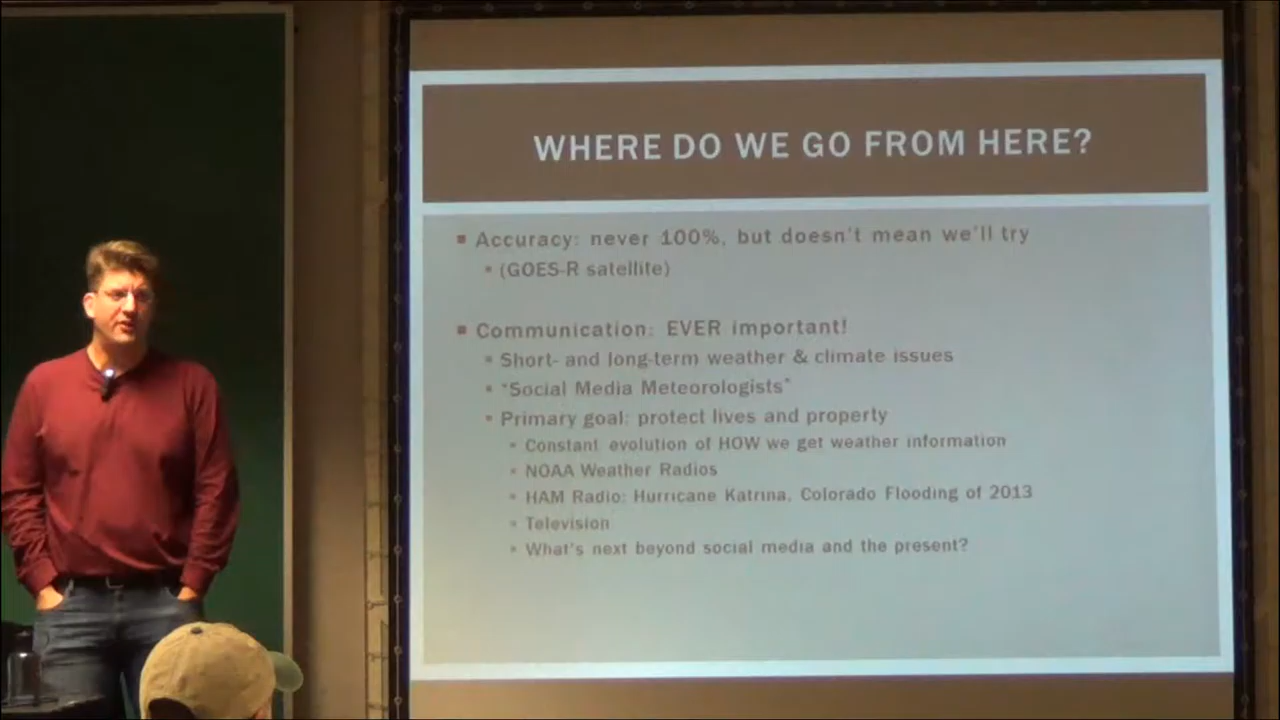 WHERE DO WE GO FROM HERE?
Accuracy: never 100%, but doesn't mean we'll try
(GOES-R satellite)
Communication: EVER important!
Short- and long-term weather & climate issues
"Social Media Meteorologists"
Primary goal: protect lives and property
Constant evolution of HOW we get weather information
NOAA Weather Radios
HAM Radio: Hurricane Katrina, Colorado Flooding of 2013
Television
What's next beyond social media and the present?